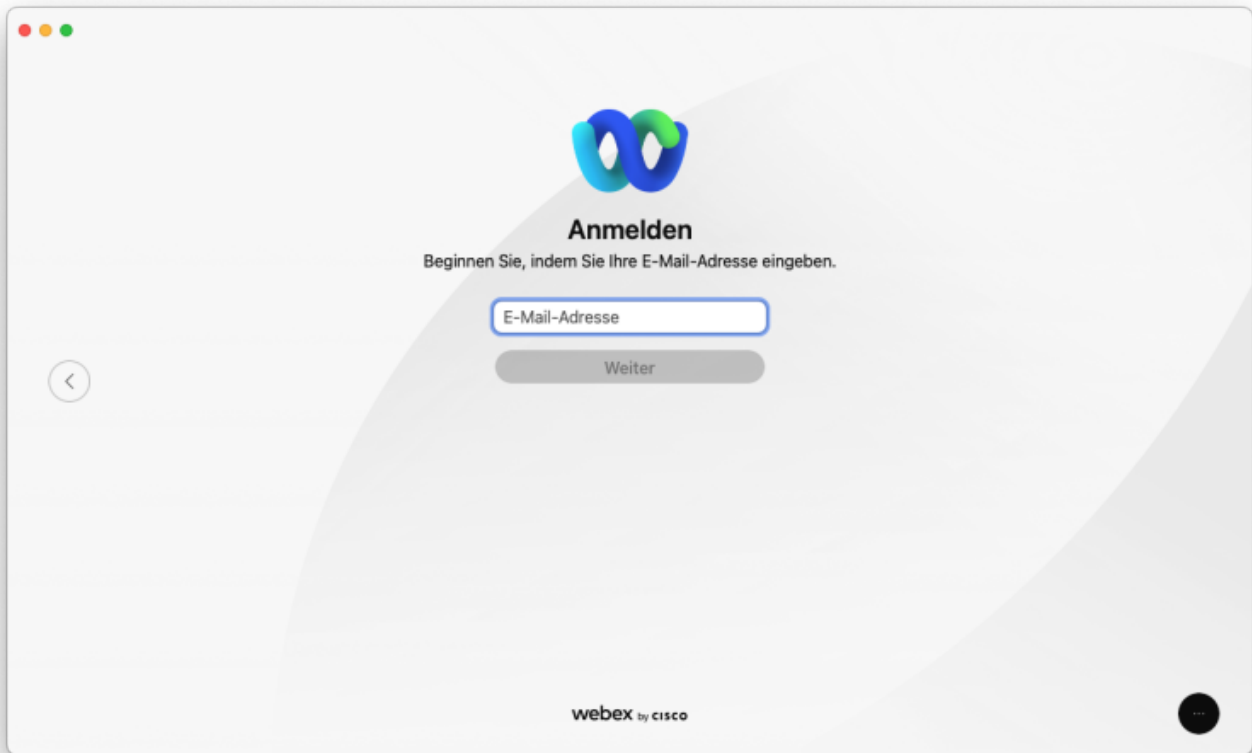 Anmelden
Beginnen Sie, indem Sie Ihre E-Mail-Adresse eingeben.
E-Mail-Adresse
Weiter
webex by CISCO